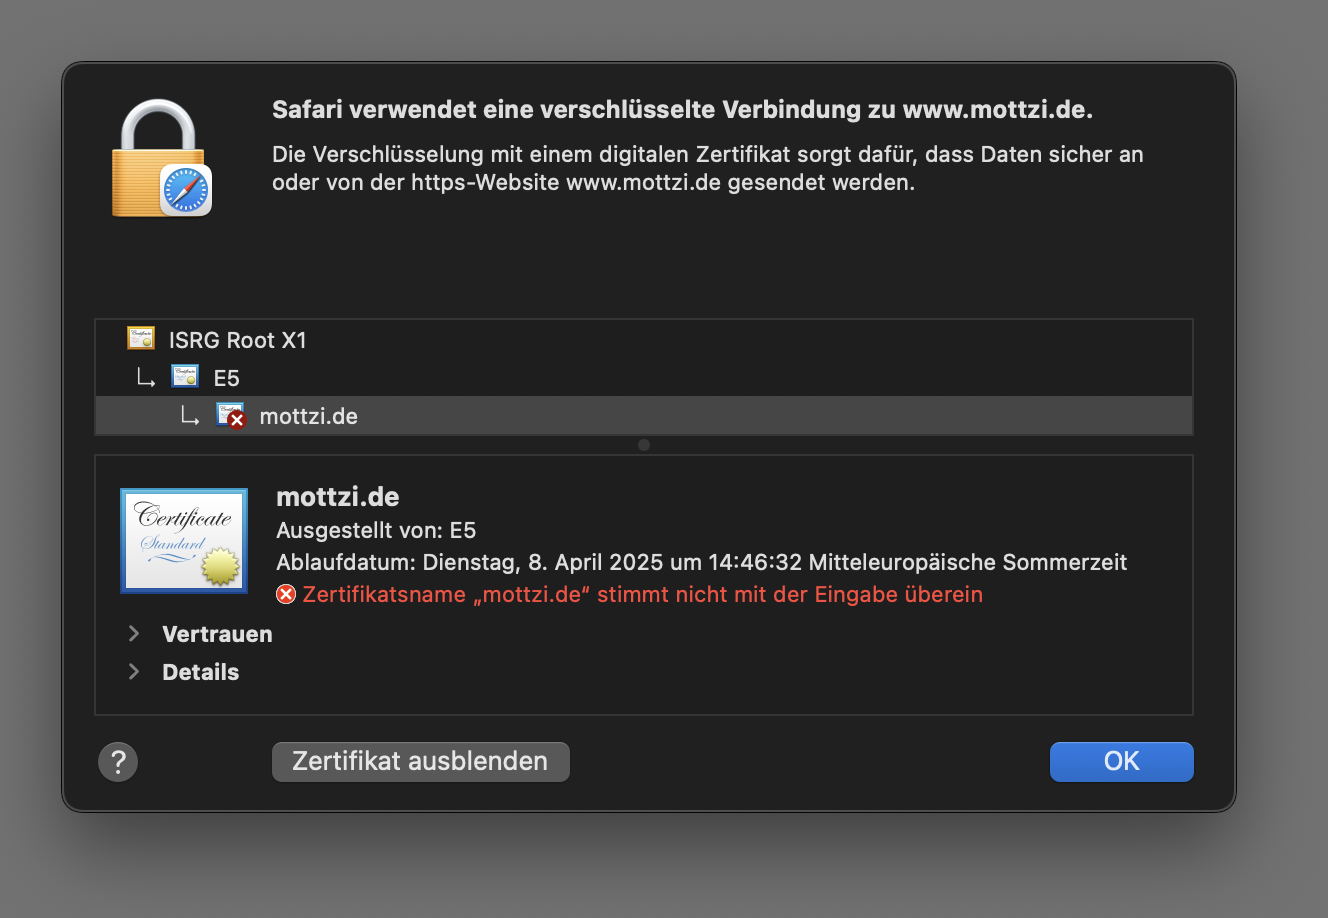 Safari verwendet eine verschlüsselte Verbindung zu www.mottzi.de.
Die Verschlüsselung mit einem digitalen Zertifikat sorgt dafür, dass Daten sicher an
oder von der https-Website www.mottzi.de gesendet werden.
ISRG Root X1
E5
mottzi.de
Certificate
Standard
mottzi.de
Ausgestellt von: E5
Ablaufdatum: Dienstag, 8. April 2025 um 14:46:32 Mitteleuropäische Sommerzeit
Zertifikatsname „mottzi.de“ stimmt nicht mit der Eingabe überein
Vertrauen
Details
?
Zertifikat ausblenden
OK